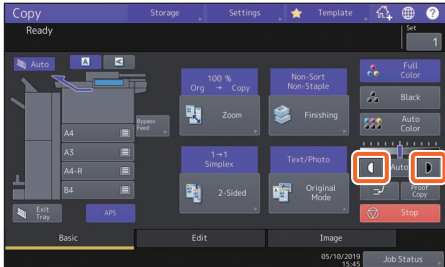 Copy Storage Settings Template
Ready Set
1
Auto A A
Full
Color
100 %
Org → Copy
Non-Sort
Non-Staple
Black
Zoom
Finishing
Auto
Color
Bypass
Feed
A4
A3
A4-R
B4
1→1
Simplex
Text/Photo
Auto
2-Sided
Original
Mode
Proof
Copy
Exit
Tray
APS
Stop
Basic Edit Image
05/10/2019
15:45
Job Status